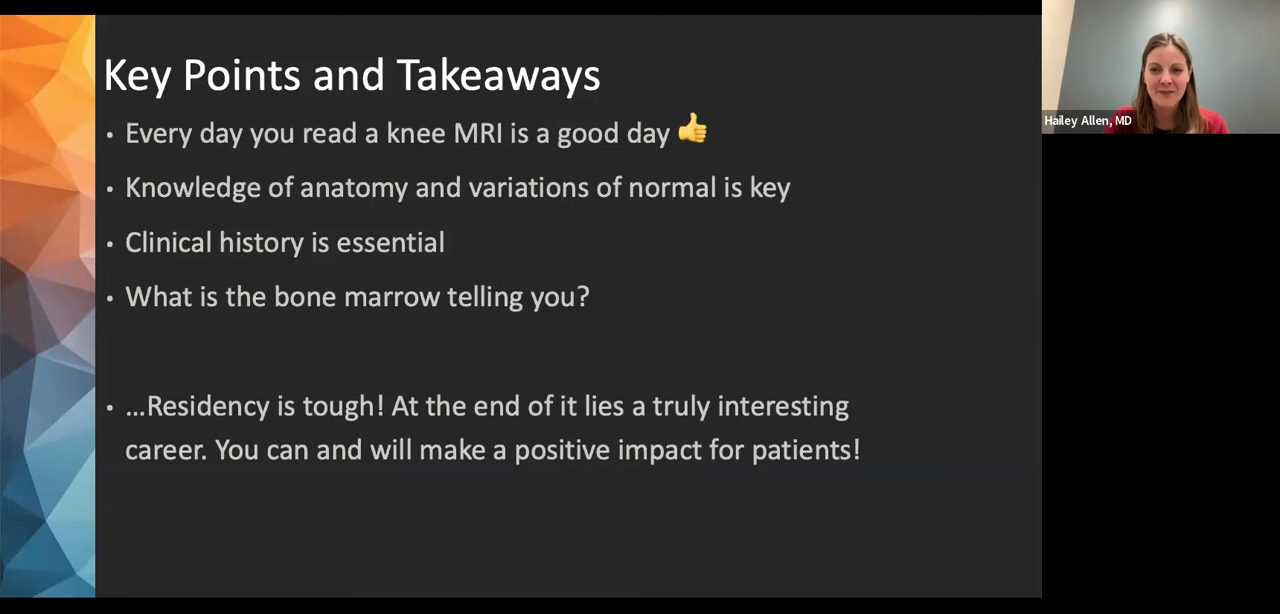 Key Points and Takeaways
• Every day you read a knee MRI is a good day 👍
• Knowledge of anatomy and variations of normal is key
• Clinical history is essential
• What is the bone marrow telling you?
• ...Residency is tough! At the end of it lies a truly interesting
career. You can and will make a positive impact for patients!
Hailey Allen, MD